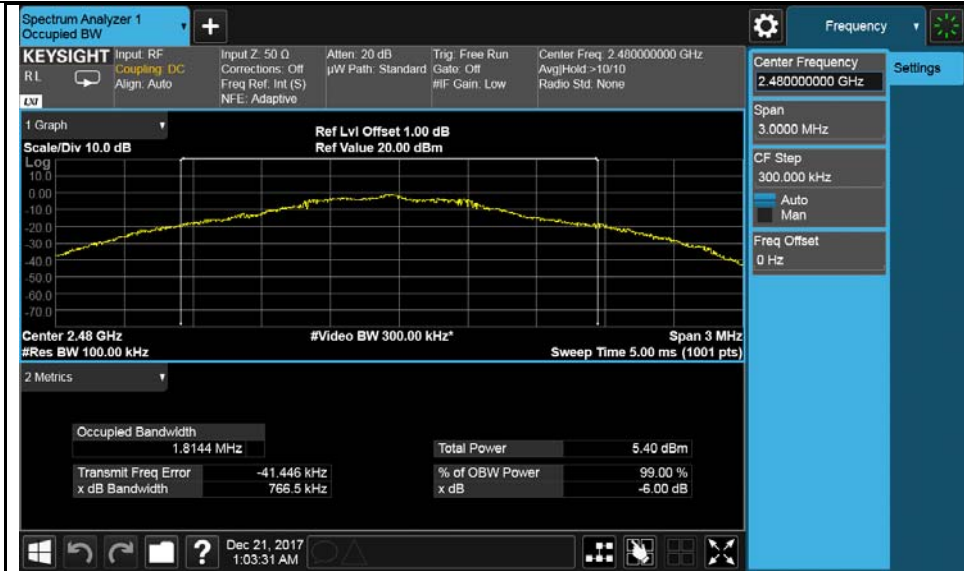 Spectrum Analyzer 1
Occupied BW
+
Frequency
KEYSIGHT
R L
LXI
Input: RF
Coupling: DC
Align: Auto
Input Z: 50 Ω
Corrections: Off
Freq Ref: Int (S)
NFE: Adaptive
Atten: 20 dB
µW Path: Standard
Trig: Free Run
Gate: Off
#IF Gain: Low
Center Freq: 2.480000000 GHz
Avg|Hold:>10/10
Radio Std: None
Center Frequency
2.480000000 GHz
Settings
Span
3.0000 MHz
CF Step
300.000 kHz
Auto
Man
Freq Offset
0 Hz
1 Graph
Scale/Div 10.0 dB
Ref Lvl Offset 1.00 dB
Ref Value 20.00 dBm
Log
10.0
0.00
-10.0
-20.0
-30.0
-40.0
-50.0
-60.0
-70.0
Center 2.48 GHz
#Res BW 100.00 kHz
#Video BW 300.00 kHz*
Span 3 MHz
Sweep Time 5.00 ms (1001 pts)
2 Metrics
Occupied Bandwidth
1.8144 MHz
Total Power 5.40 dBm
Transmit Freq Error -41.446 kHz
% of OBW Power 99.00 %
x dB Bandwidth 766.5 kHz
x dB -6.00 dB
?
Dec 21, 2017
1:03:31 AM